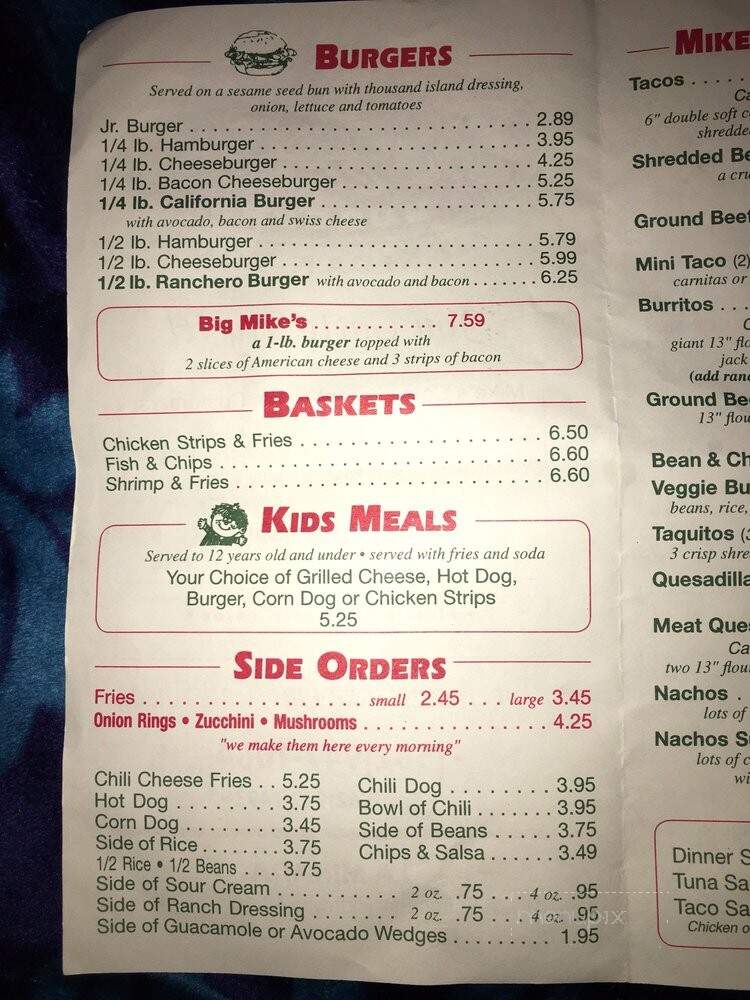 BURGERS
Served on a sesame seed bun with thousand island dressing,
onion, lettuce and tomatoes
Jr. Burger . . . . . . . . . . . . . . . . . . . . . . . . . . . . . . 2.89
1/4 lb. Hamburger . . . . . . . . . . . . . . . . . . . . . . . . 3.95
1/4 lb. Cheeseburger . . . . . . . . . . . . . . . . . . . . . . 4.25
1/4 lb. Bacon Cheeseburger . . . . . . . . . . . . . . . . . 5.25
1/4 lb. California Burger . . . . . . . . . . . . . . . . . . . 5.75
with avocado, bacon and swiss cheese
1/2 lb. Hamburger . . . . . . . . . . . . . . . . . . . . . . . . 5.79
1/2 lb. Cheeseburger . . . . . . . . . . . . . . . . . . . . . . 5.99
1/2 lb. Ranchero Burger with avocado and bacon . . . . . . . 6.25
Big Mike's . . . . . . . . . . . . 7.59
a 1-lb. burger topped with
2 slices of American cheese and 3 strips of bacon
BASKETS
Chicken Strips & Fries . . . . . . . . . . . . . . . . . . . . . 6.50
Fish & Chips . . . . . . . . . . . . . . . . . . . . . . . . . . . . 6.60
Shrimp & Fries . . . . . . . . . . . . . . . . . . . . . . . . . . 6.60
KIDS MEALS
Served to 12 years old and under • served with fries and soda
Your Choice of Grilled Cheese, Hot Dog,
Burger, Corn Dog or Chicken Strips
5.25
SIDE ORDERS
Fries . . . . . . . . . . . . . . . . . . small 2.45 . . . large 3.45
Onion Rings • Zucchini • Mushrooms . . . . . . . . . . . . . . . 4.25
"we make them here every morning"
Chili Cheese Fries . . 5.25
Hot Dog . . . . . . . . 3.75
Corn Dog . . . . . . . 3.45
Side of Rice . . . . . . . 3.75
1/2 Rice • 1/2 Beans . . . 3.75
Chili Dog . . . . . . . . . 3.95
Bowl of Chili . . . . . . . 3.95
Side of Beans . . . . . 3.75
Chips & Salsa . . . . . . 3.49
Side of Sour Cream . . . . . . . . . . 2 oz. .75 . . . 4 oz. .95
Side of Ranch Dressing . . . . . . . 2 oz. .75 . . . 4 oz. .95
Side of Guacamole or Avocado Wedges . . . . . . . . . 1.95
MIKE
Tacos . . . . .
Ca
6" double soft c
shredde
Shredded Be
a cru
Ground Beef
Mini Taco (2)
carnitas or
Burritos . . .
giant 13" flo
jack
(add ran
Ground Be
13" flou
Bean & Ch
Veggie Bu
beans, rice,
Taquitos (3
3 crisp shre
Quesadilla
Meat Ques
Ca
two 13" flou
Nachos . .
lots of
Nachos S
lots of c
wi
Dinner S
Tuna Sa
Taco Sa
Chicken o